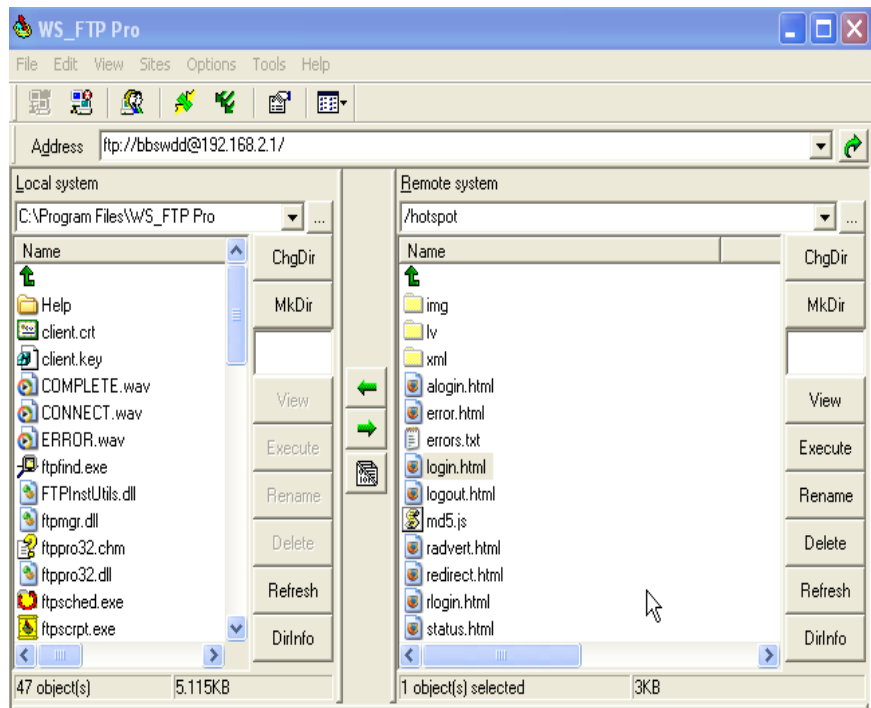 WS_FTP Pro
File Edit View Sites Options Tools Help
Address ftp://bbswdd@192.168.2.1/
Local system
C:\Program Files\WS_FTP Pro
...
Name
Help
client.crt
client.key
COMPLETE.wav
CONNECT.wav
ERROR.wav
ftpfind.exe
FTPInstUtils.dll
ftpmgr.dll
ftppro32.chm
ftppro32.dll
ftpsched.exe
ftpscrpt.exe
ChgDir
MkDir
View
Execute
Rename
Delete
Refresh
DirInfo
47 object(s) 5.115KB
Remote system
/hotspot
...
Name
img
lv
xml
alogin.html
error.html
errors.txt
login.html
logout.html
md5.js
radvert.html
redirect.html
rlogin.html
status.html
ChgDir
MkDir
View
Execute
Rename
Delete
Refresh
DirInfo
1 object(s) selected 3KB